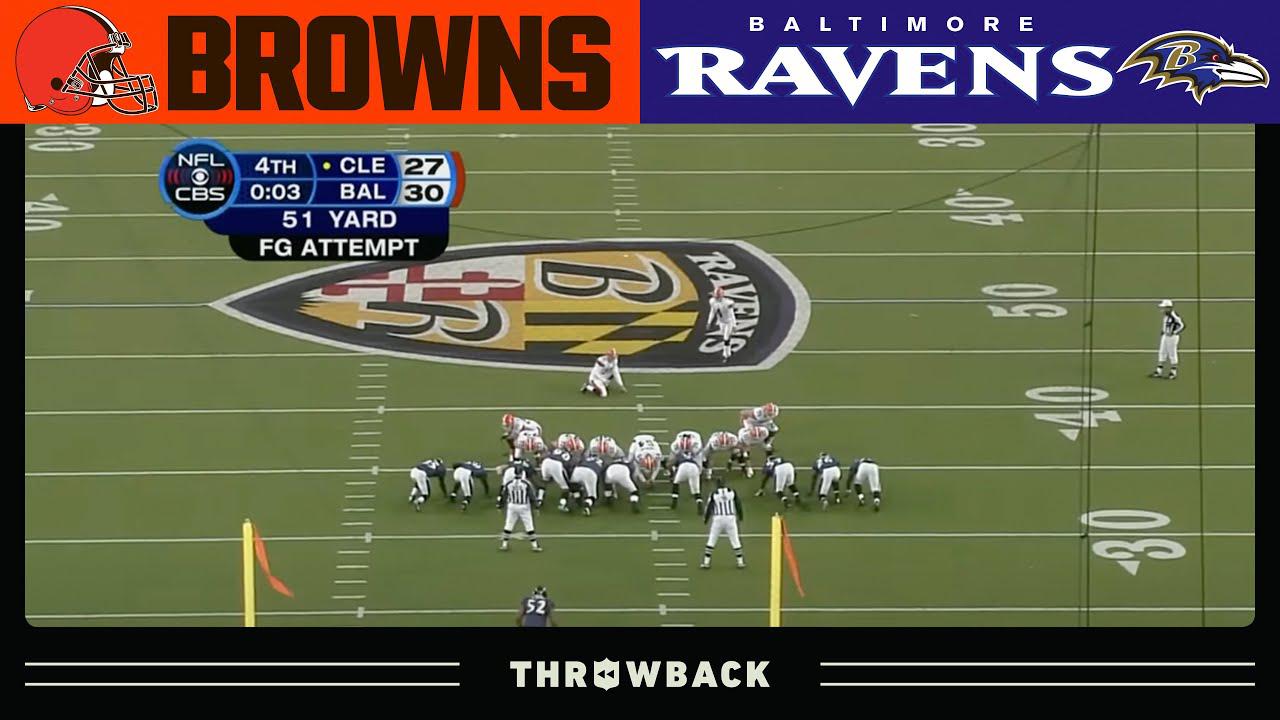 BROWNS
BALTIMORE
RAVENS
B
NFL
CBS
4TH
CLE 27
0:03
BAL 30
51 YARD
FG ATTEMPT
30
30
40
40
50
40
30
B
RAVENS
52
THROWBACK